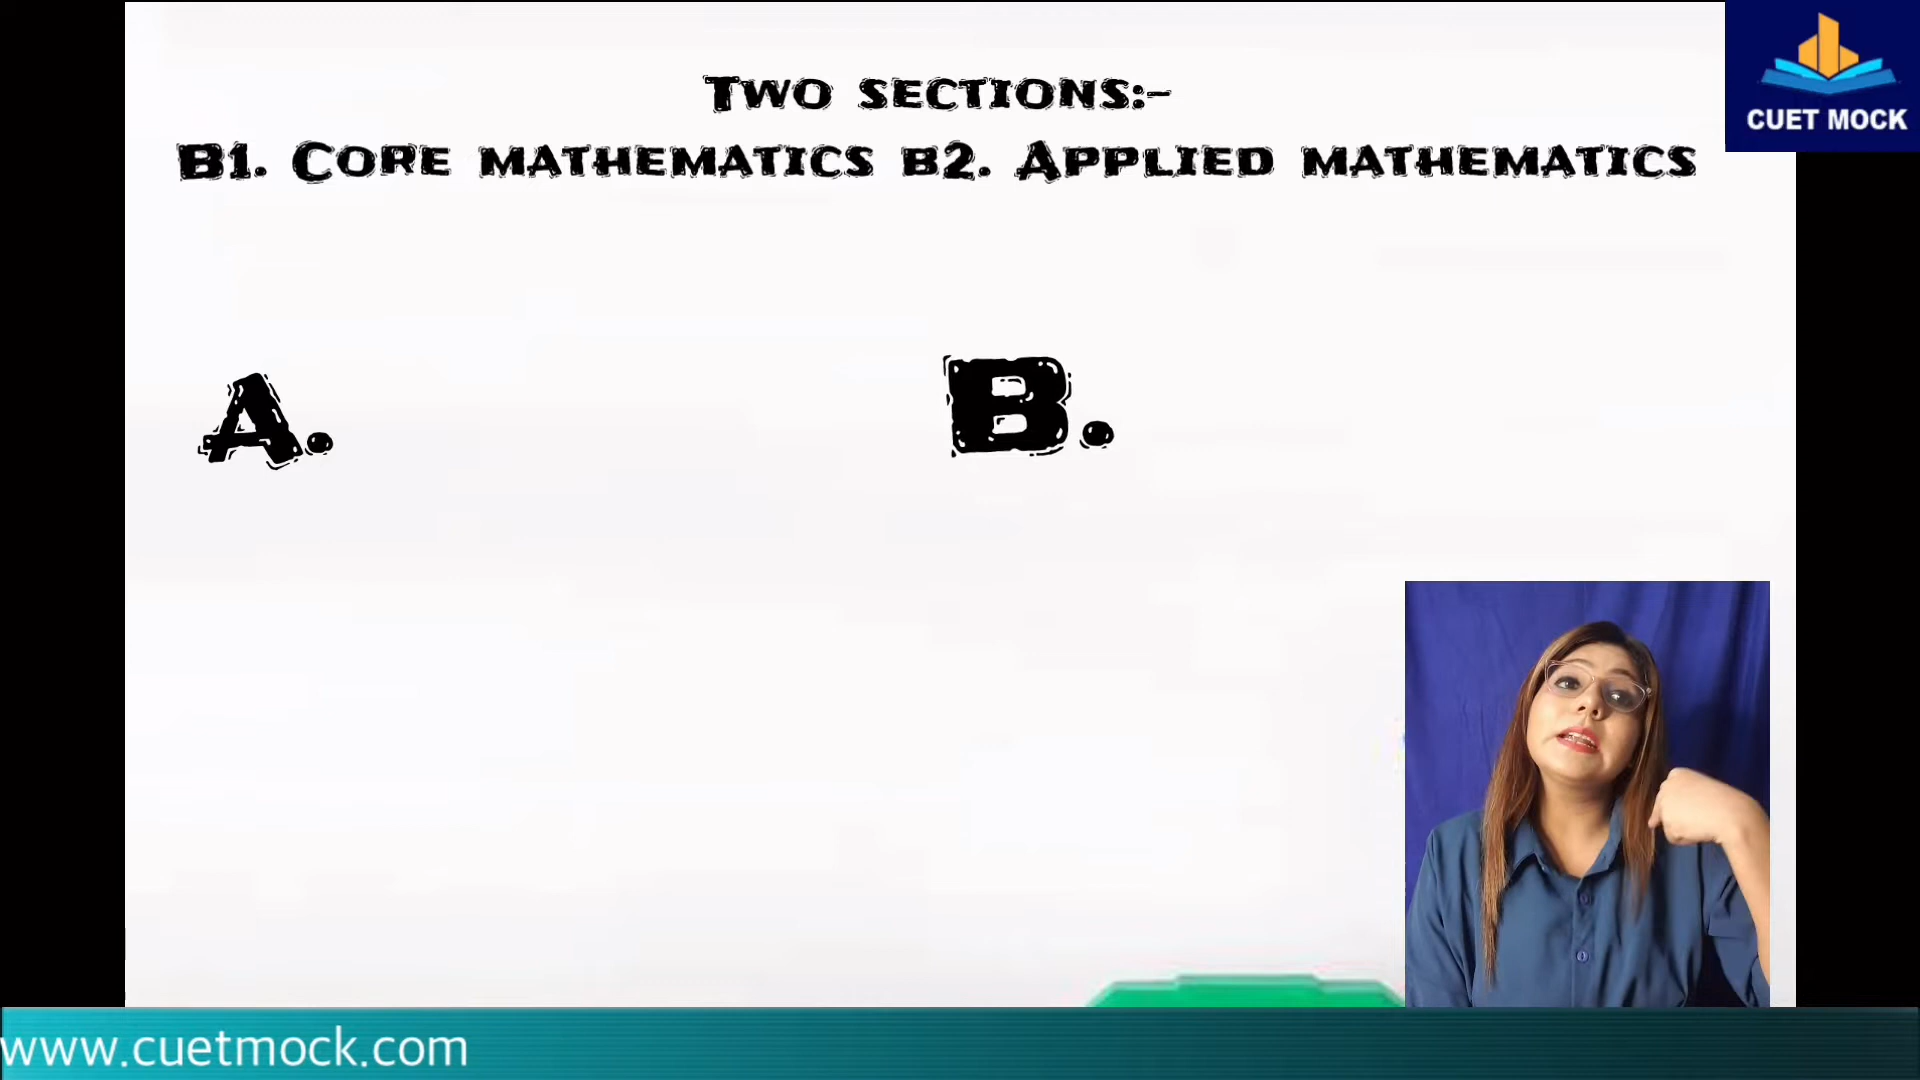 Two sections:-
B1. Core mathematics b2. Applied mathematics
CUET MOCK
A.
B.
www.cuetmock.com